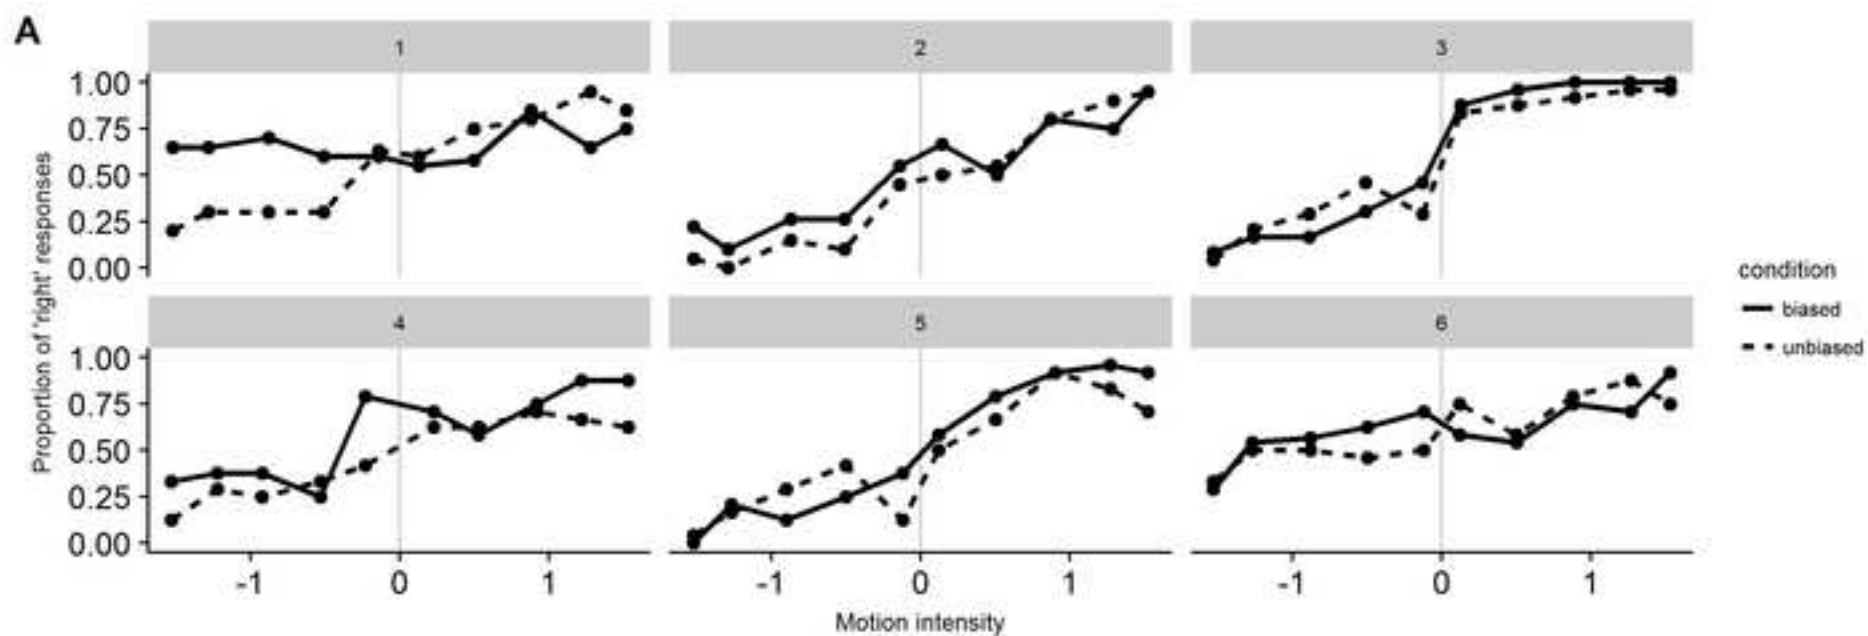 A
1 2 3
1.00
0.75
0.50
0.25
0.00
4 5 6
1.00
0.75
0.50
0.25
0.00
-1 0 1 -1 0 1 -1 0 1
Motion intensity
Proportion of 'right' responses
condition
biased
unbiased